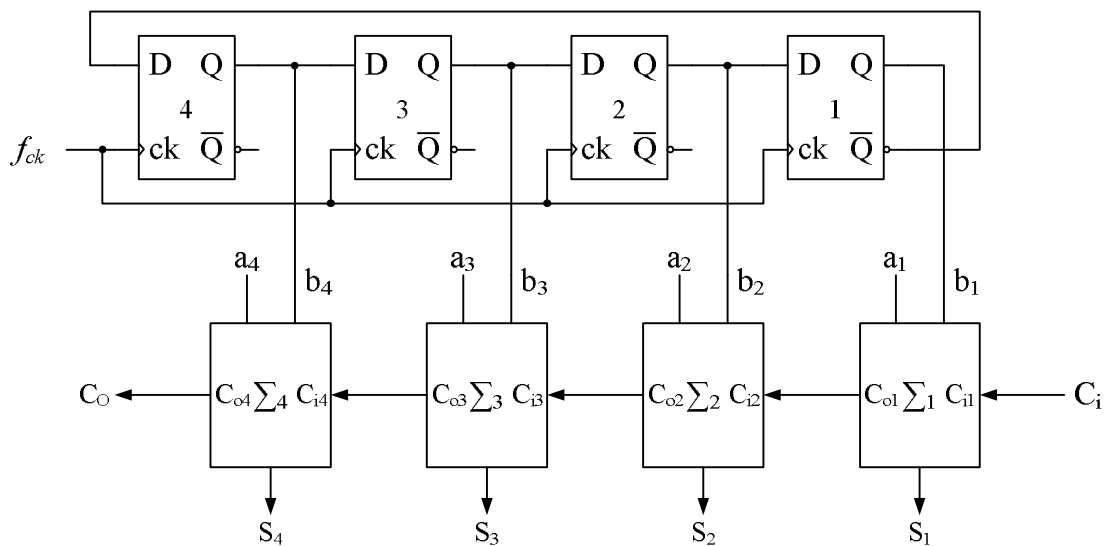 D Q D Q D Q D Q
4 3 2 1
f_ck ck Q̅ ck Q̅ ck Q̅ ck Q̅
a₄ b₄ a₃ b₃ a₂ b₂ a₁ b₁
C_O C_o4 ∑₄ C_i4 C_o3 ∑₃ C_i3 C_o2 ∑₂ C_i2 C_o1 ∑₁ C_i1 C_i
S₄ S₃ S₂ S₁